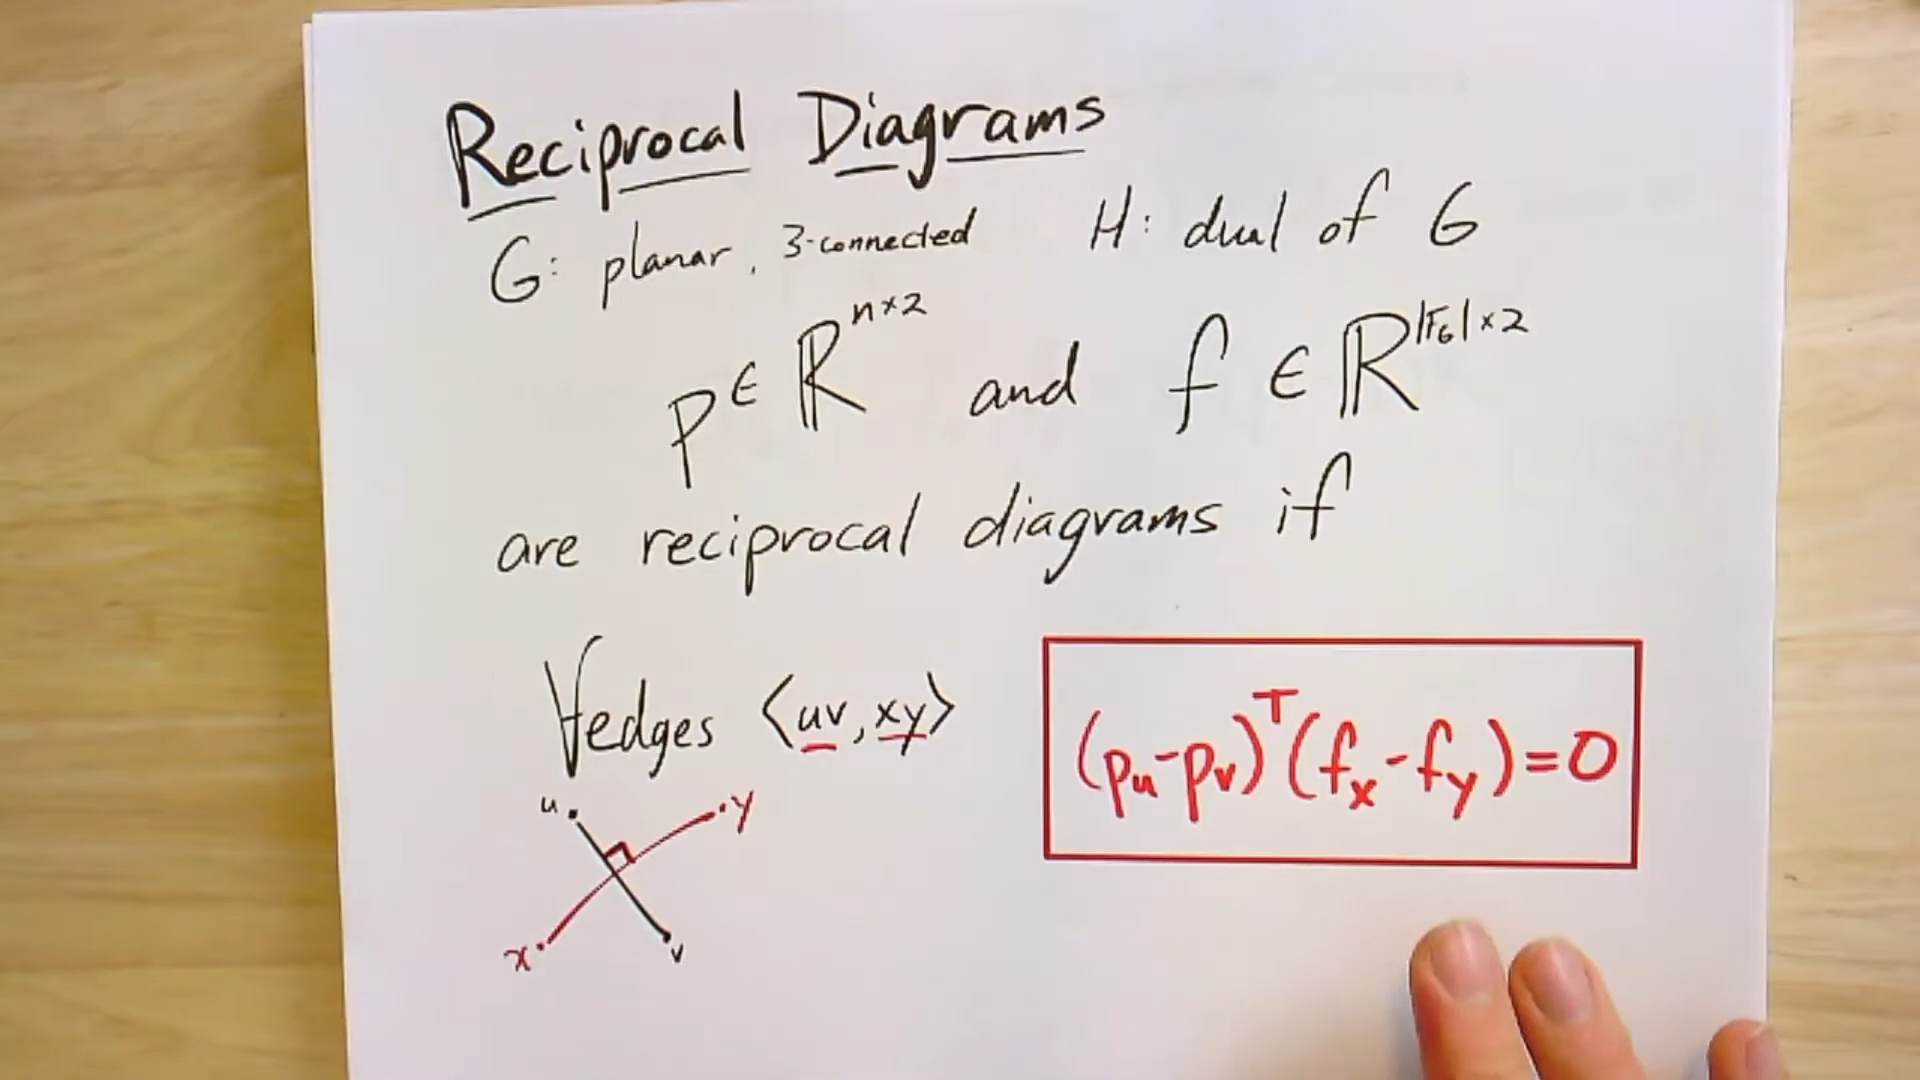 Reciprocal Diagrams
G: planar, 3-connected H: dual of G
p ∈ ℝ^{n×2} and f ∈ ℝ^{|F_G|×2}
are reciprocal diagrams if
∀edges ⟨uv, xy⟩
(p_u - p_v)^T (f_x - f_y) = 0
u y
x v